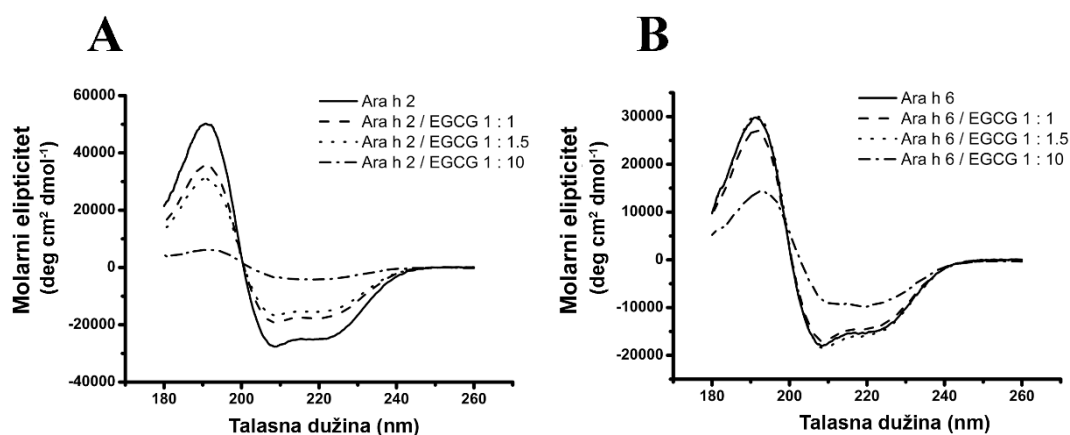 A
Molarni elipticitet
(deg cm² dmol⁻¹)
60000
40000
20000
0
-20000
-40000
180
200
220
240
260
Talasna dužina (nm)
Ara h 2
Ara h 2 / EGCG 1 : 1
Ara h 2 / EGCG 1 : 1.5
Ara h 2 / EGCG 1 : 10
B
Molarni elipticitet
(deg cm² dmol⁻¹)
30000
20000
10000
0
-10000
-20000
180
200
220
240
260
Talasna dužina (nm)
Ara h 6
Ara h 6 / EGCG 1 : 1
Ara h 6 / EGCG 1 : 1.5
Ara h 6 / EGCG 1 : 10